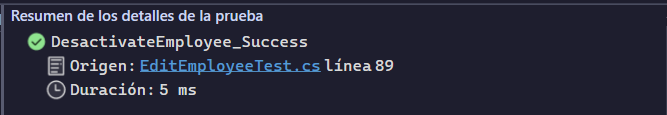 Resumen de los detalles de la prueba
DesactivateEmployee_Success
Origen: EditEmployeeTest.cs línea 89
Duración: 5 ms